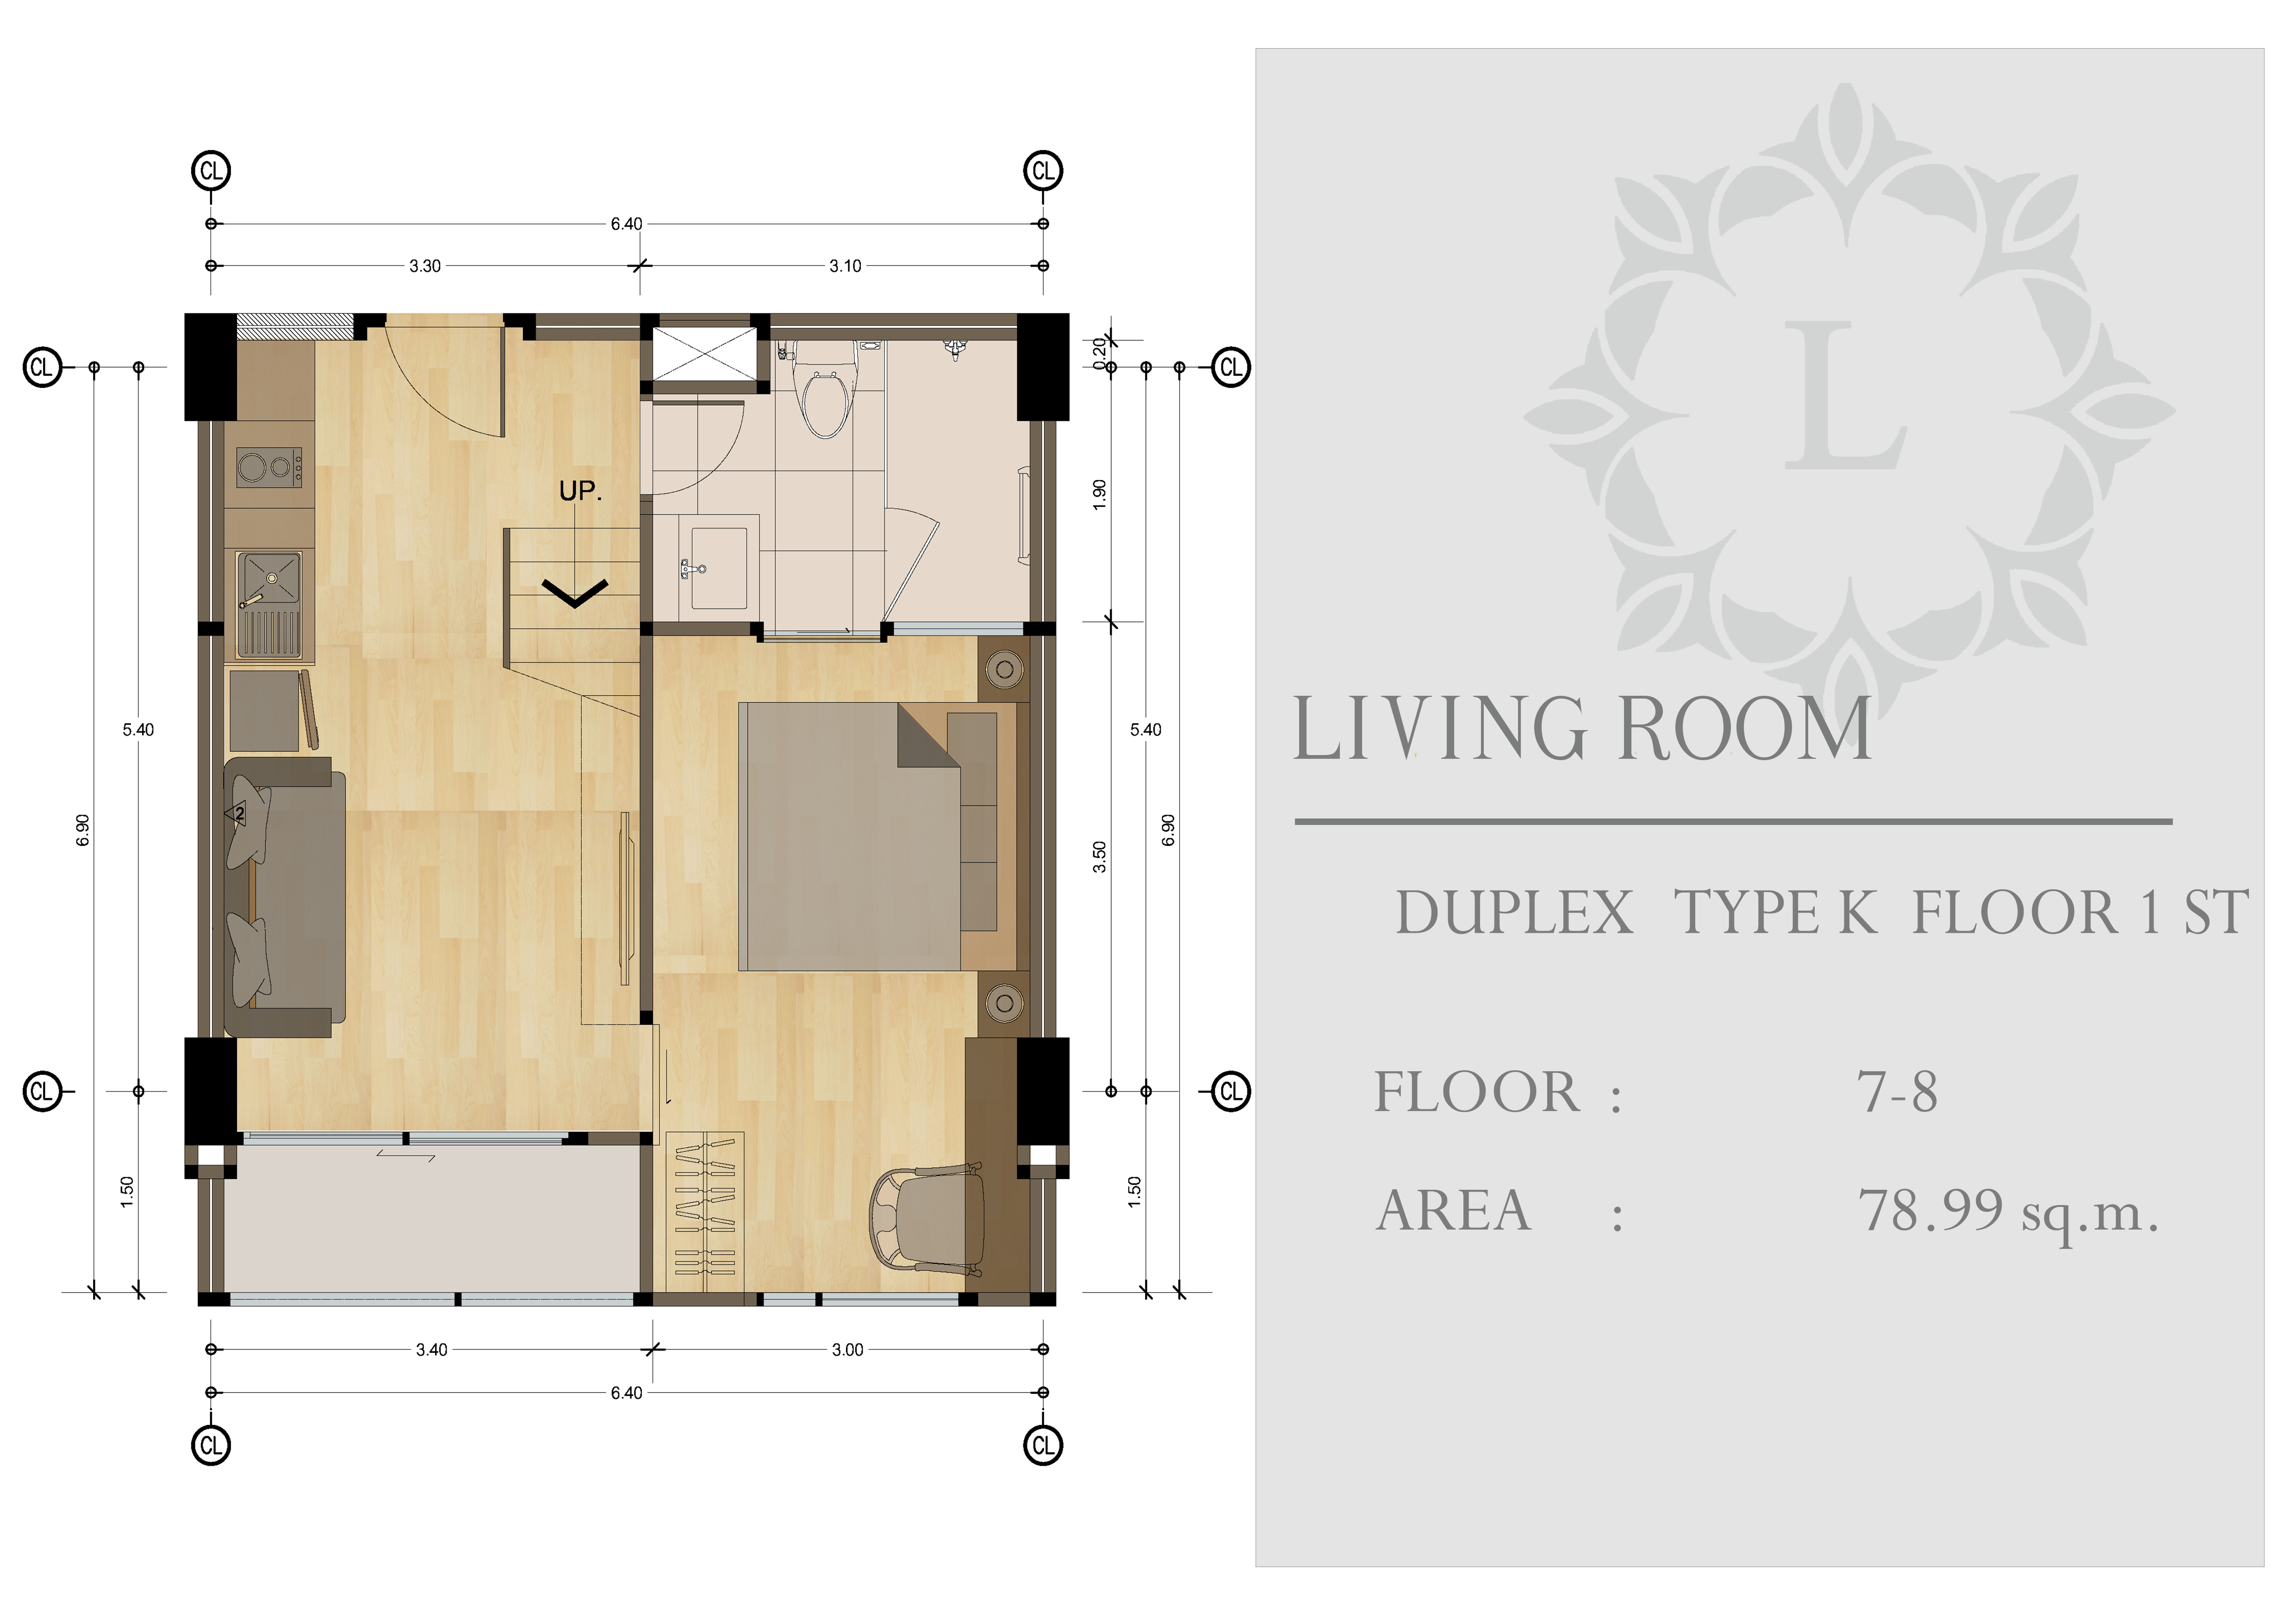 CL CL
6.40
3.30 3.10
CL 0.20 CL
UP.
1.90
5.40 5.40
2
6.90 3.50 6.90
CL CL
1.50 1.50
3.40 3.00
6.40
CL CL
L
LIVING ROOM
DUPLEX TYPE K FLOOR 1 ST
FLOOR : 7-8
AREA : 78.99 sq.m.